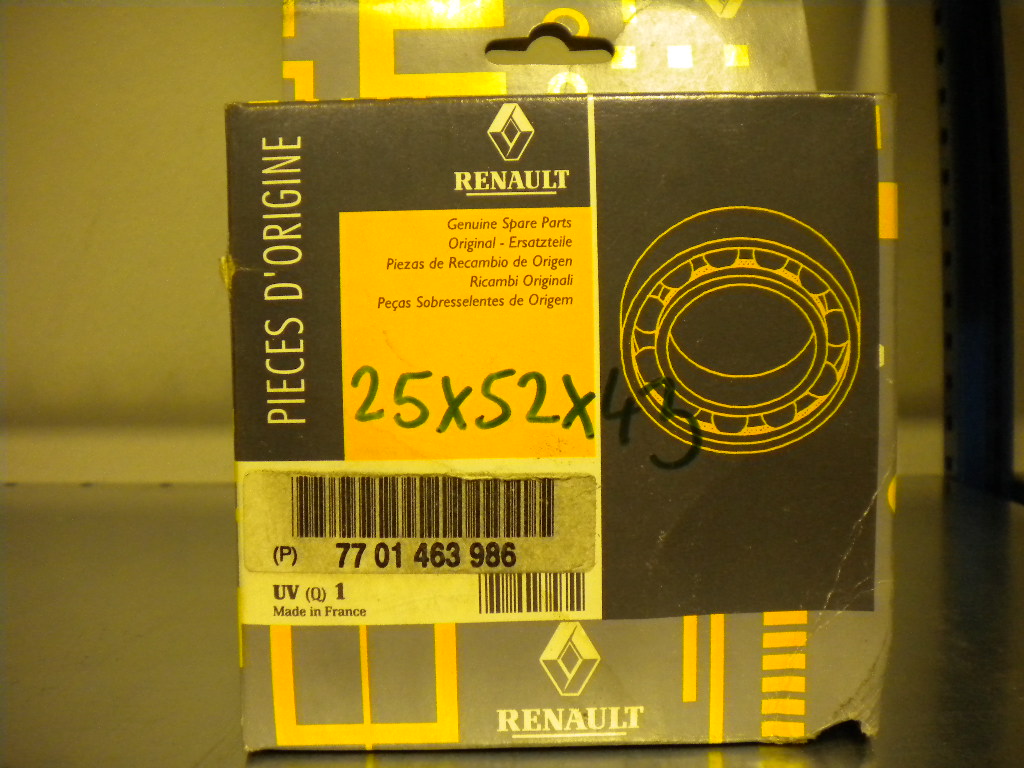 RENAULT
PIECES D'ORIGINE
Genuine Spare Parts
Original - Ersatzteile
Piezas de Recambio de Origen
Ricambi Originali
Peças Sobresselentes de Origem
25x52x43
(P) 77 01 463 986
UV (Q) 1
Made in France
RENAULT